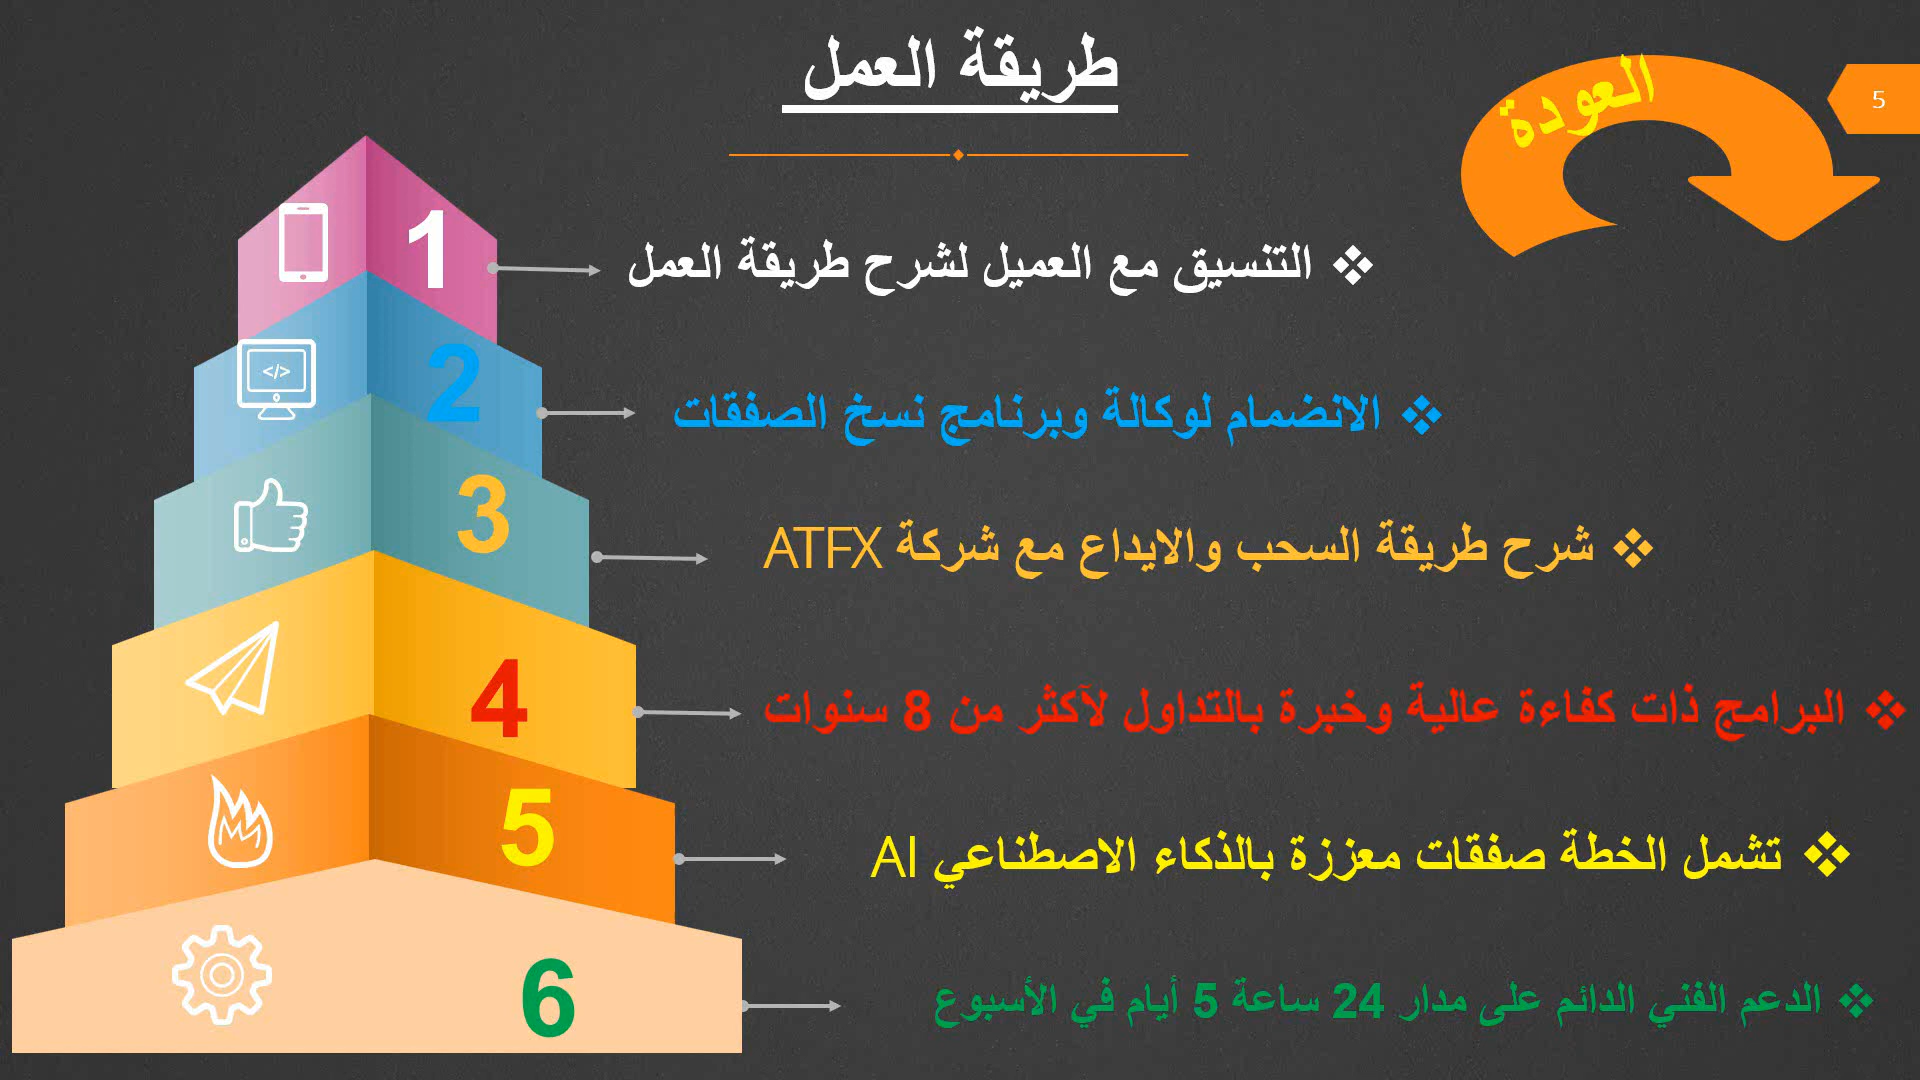 طريقة العمل
العودة
5
1
❖ التنسيق مع العميل لشرح طريقة العمل
</>
2
❖ الانضمام لوكالة وبرنامج نسخ الصفقات
3
❖ شرح طريقة السحب والايداع مع شركة ATFX
4
❖ البرامج ذات كفاءة عالية وخبرة بالتداول لآكثر من 8 سنوات
5
❖ تشمل الخطة صفقات معززة بالذكاء الاصطناعي AI
6
❖ الدعم الفني الدائم على مدار 24 ساعة 5 أيام في الأسبوع